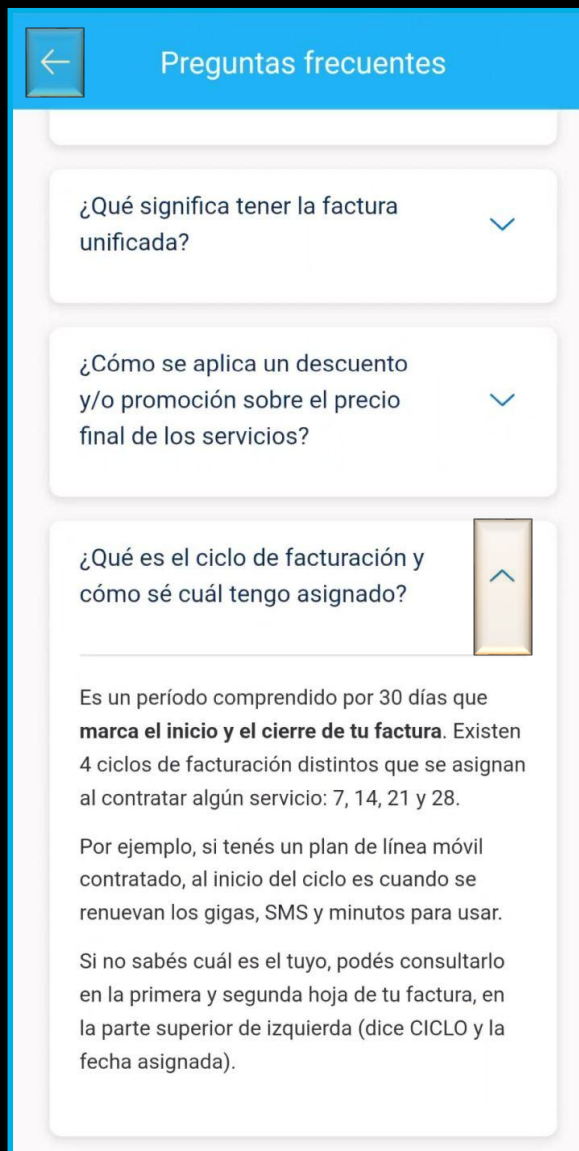 Preguntas frecuentes
¿Qué significa tener la factura
unificada?
¿Cómo se aplica un descuento
y/o promoción sobre el precio
final de los servicios?
¿Qué es el ciclo de facturación y
cómo sé cuál tengo asignado?
Es un período comprendido por 30 días que
marca el inicio y el cierre de tu factura. Existen
4 ciclos de facturación distintos que se asignan
al contratar algún servicio: 7, 14, 21 y 28.
Por ejemplo, si tenés un plan de línea móvil
contratado, al inicio del ciclo es cuando se
renuevan los gigas, SMS y minutos para usar.
Si no sabés cuál es el tuyo, podés consultarlo
en la primera y segunda hoja de tu factura, en
la parte superior de izquierda (dice CICLO y la
fecha asignada).